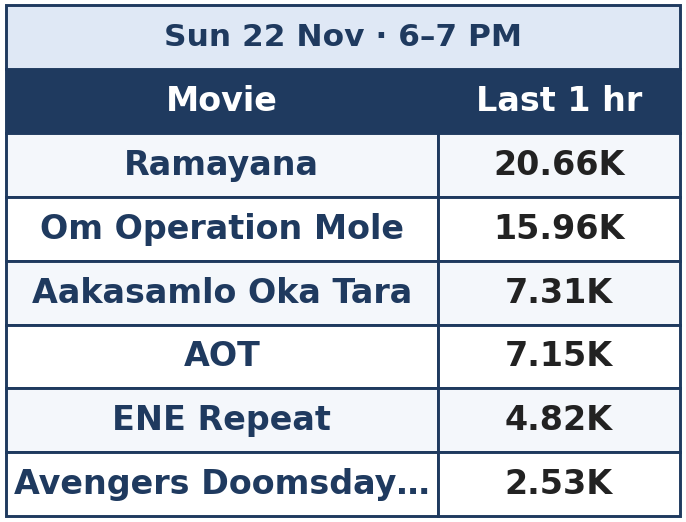 Sun 22 Nov · 6–7 PM
Movie Last 1 hr
Ramayana 20.66K
Om Operation Mole 15.96K
Aakasamlo Oka Tara 7.31K
AOT 7.15K
ENE Repeat 4.82K
Avengers Doomsday... 2.53K